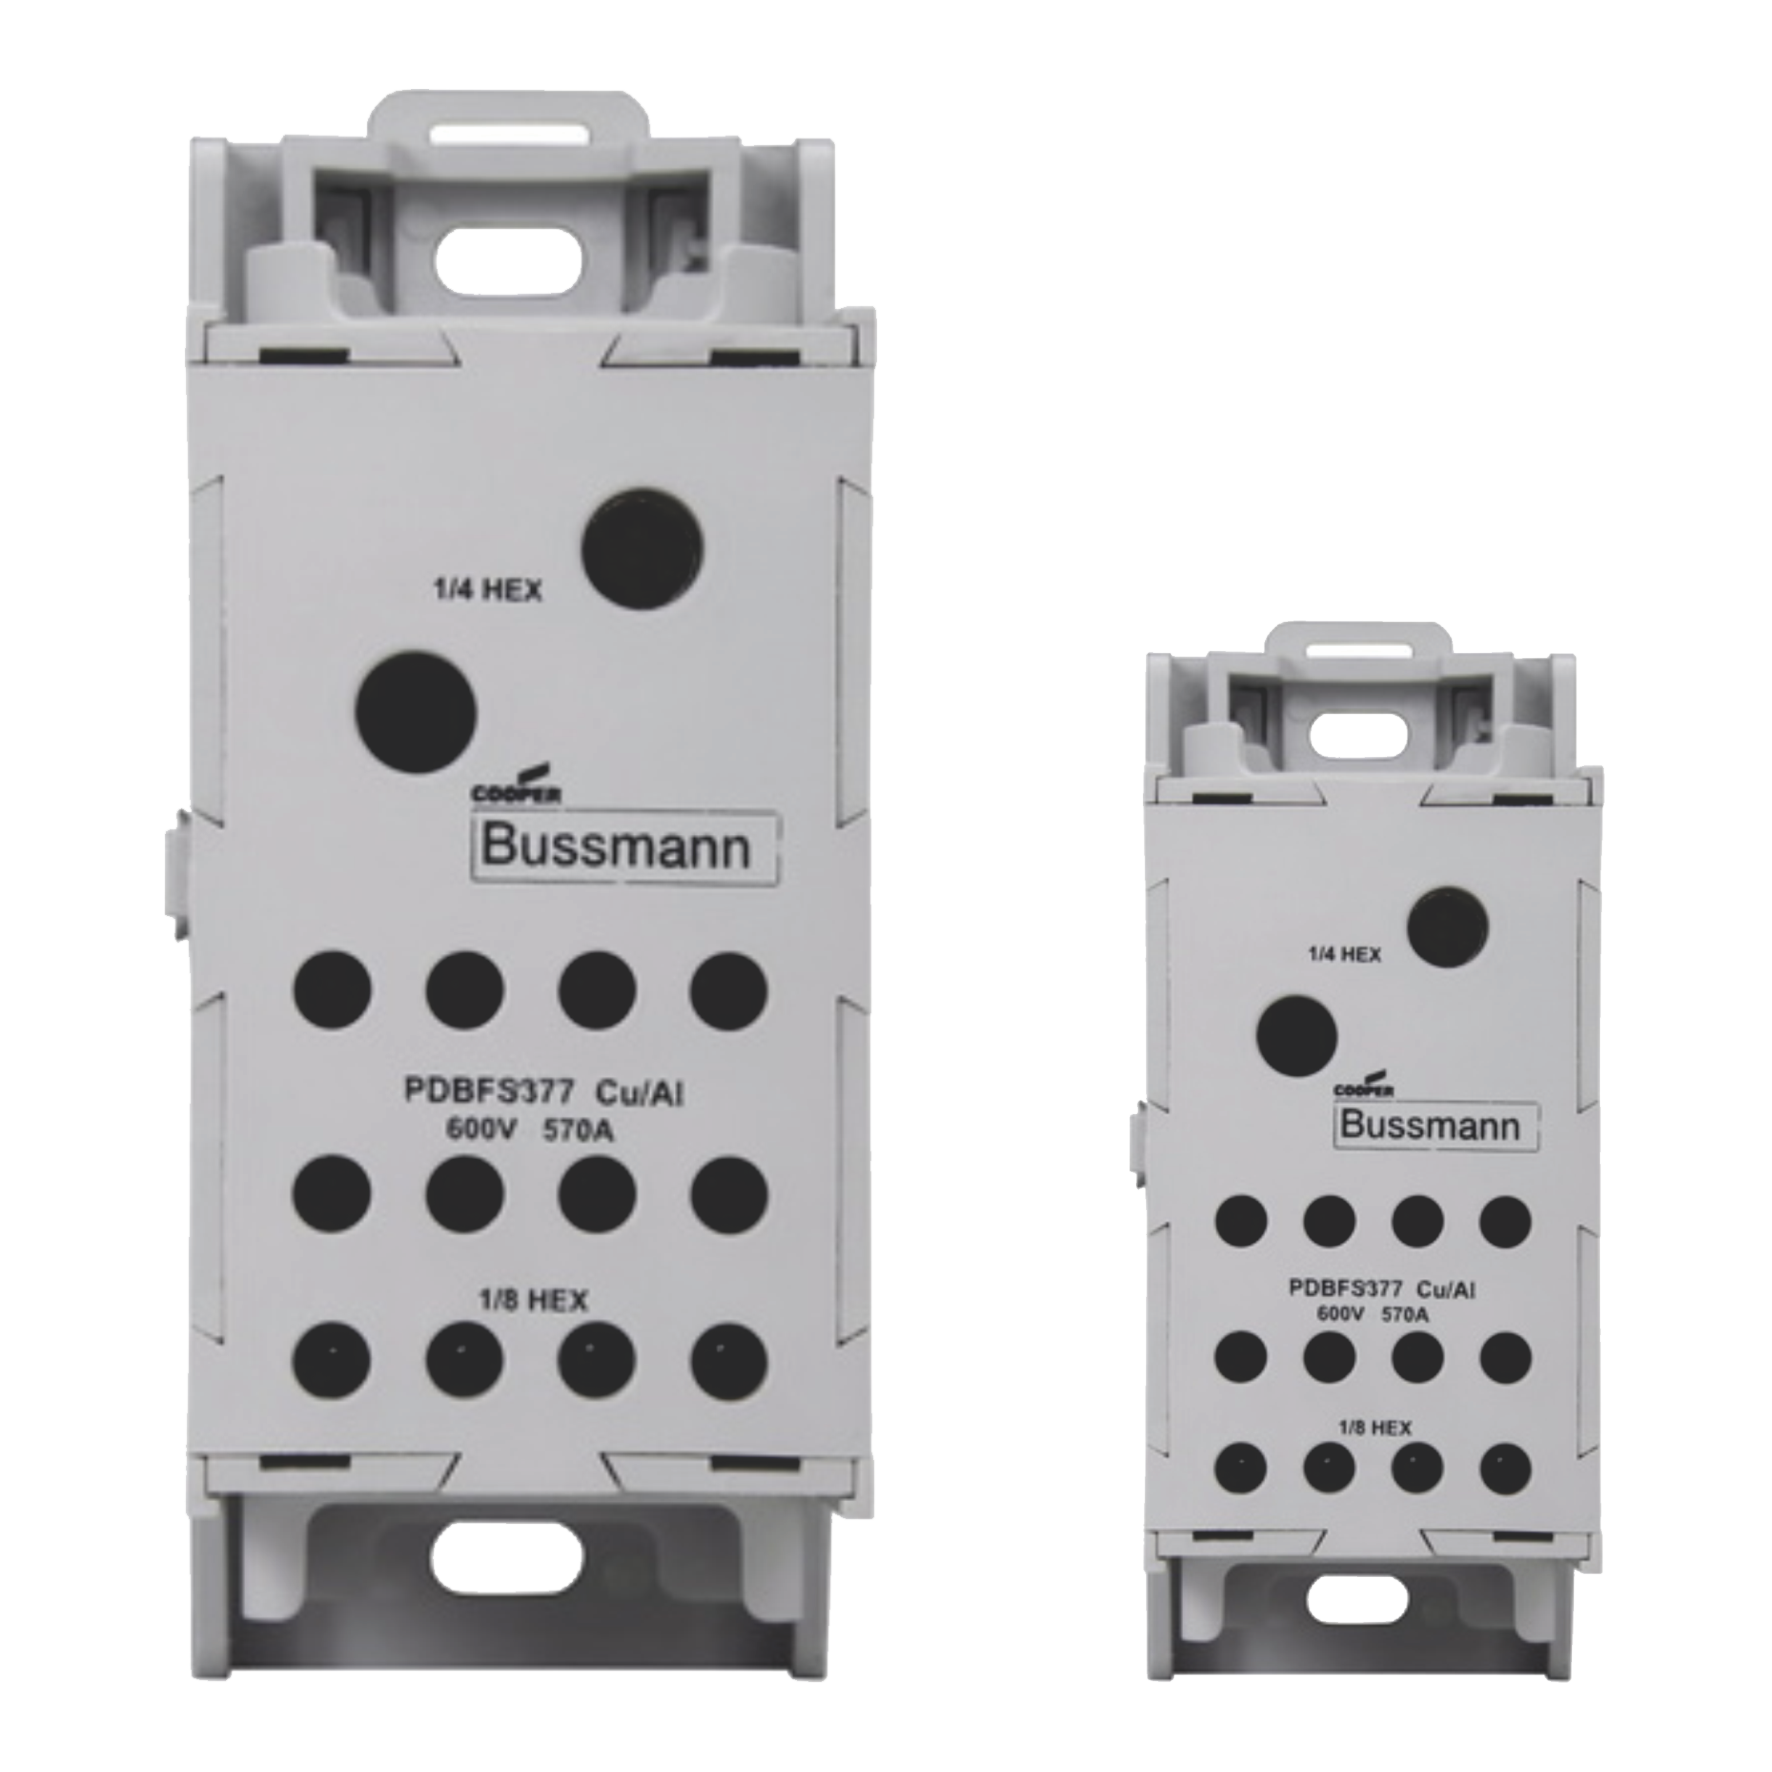 1/4 HEX
COOPER
Bussmann
PDBFS377 Cu/Al
600V 570A
1/8 HEX
1/4 HEX
COOPER
Bussmann
PDBFS377 Cu/Al
600V 570A
1/8 HEX